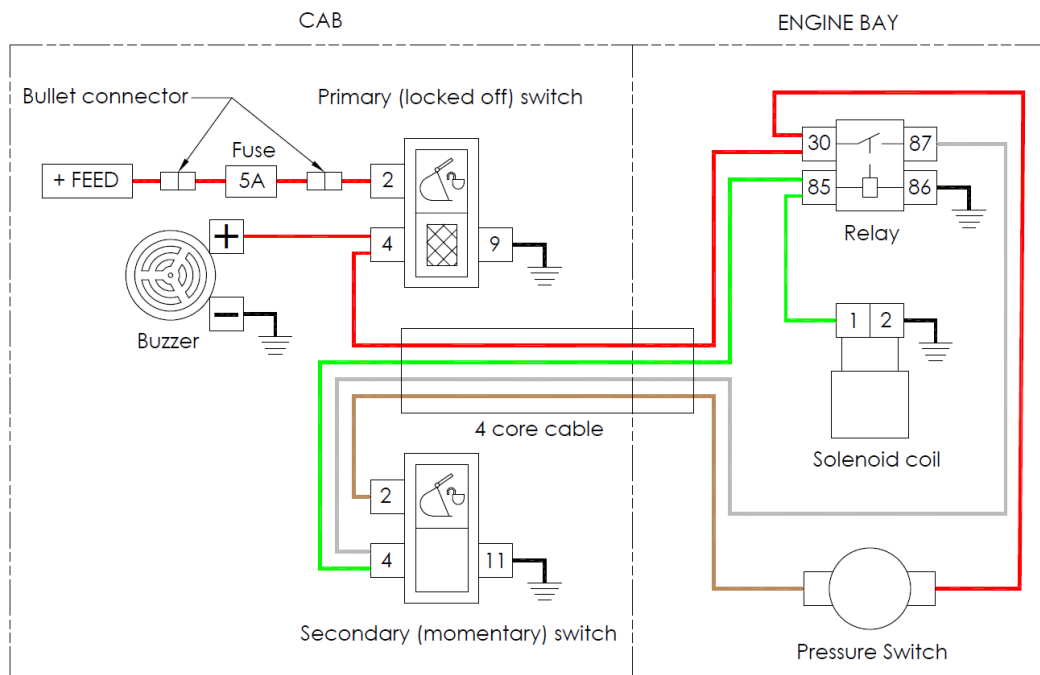 CAB
ENGINE BAY
Bullet connector
Primary (locked off) switch
Fuse
+ FEED
5A
2
4
9
+
−
Buzzer
30
87
85
86
Relay
1
2
Solenoid coil
4 core cable
2
4
11
Secondary (momentary) switch
Pressure Switch